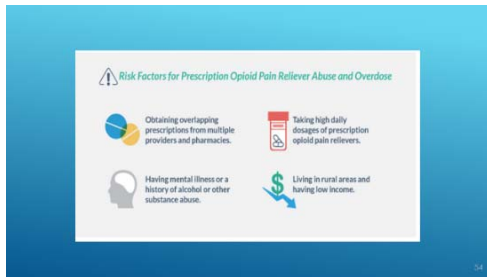 Risk Factors for Prescription Opioid Pain Reliever Abuse and Overdose
Obtaining overlapping
prescriptions from multiple
providers and pharmacies.
Taking high daily
dosages of prescription
opioid pain relievers.
Having mental illness or a
history of alcohol or other
substance abuse.
Living in rural areas and
having low income.
54